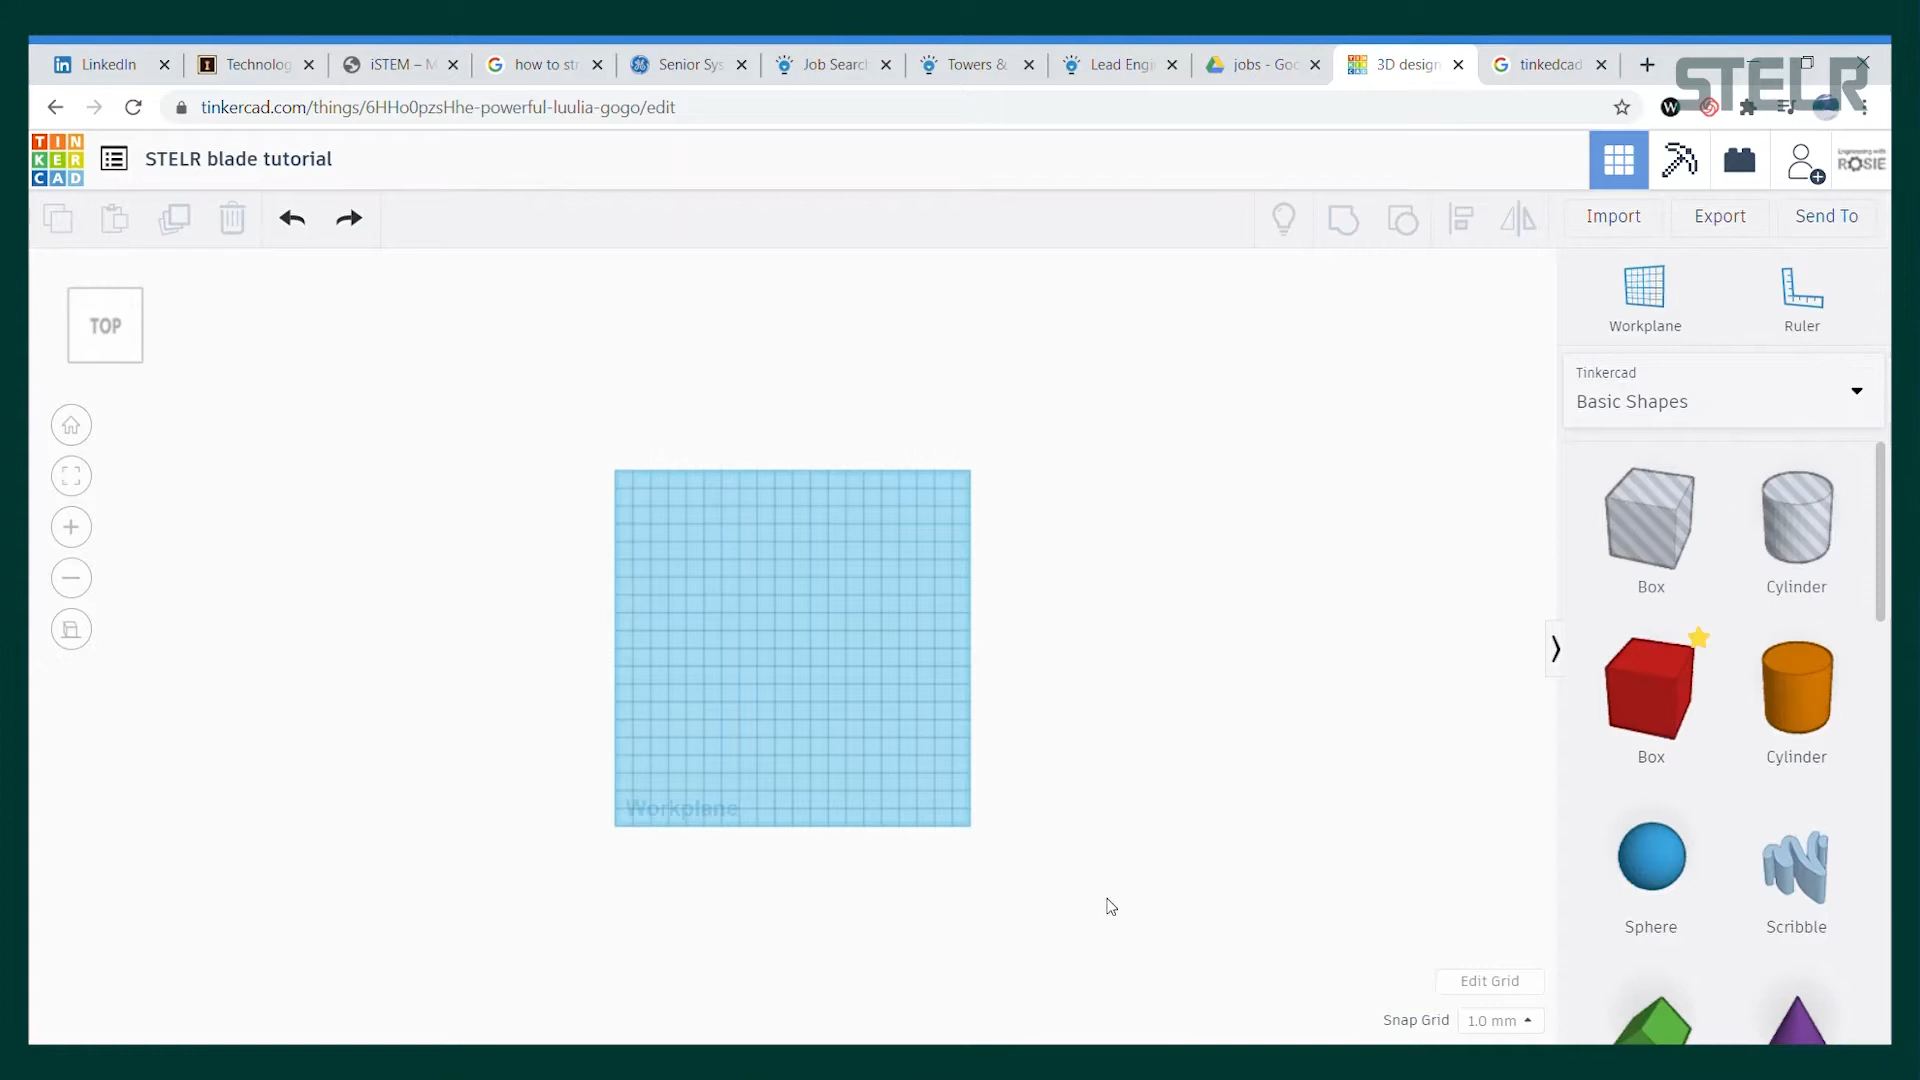 LinkedIn
Technolog
iSTEM – M
how to str
Senior Sys
Job Search
Towers &
Lead Engi
jobs - Goo
3D design
tinkedcad
STELR
tinkercad.com/things/6HHo0pzsHhe-powerful-luulia-gogo/edit
W
TIN
KER
CAD
STELR blade tutorial
Engineering with
ROSIE
Import
Export
Send To
TOP
Workplane
Ruler
Tinkercad
Basic Shapes
Box
Cylinder
Box
Cylinder
Workplane
Sphere
Scribble
Edit Grid
Snap Grid
1.0 mm